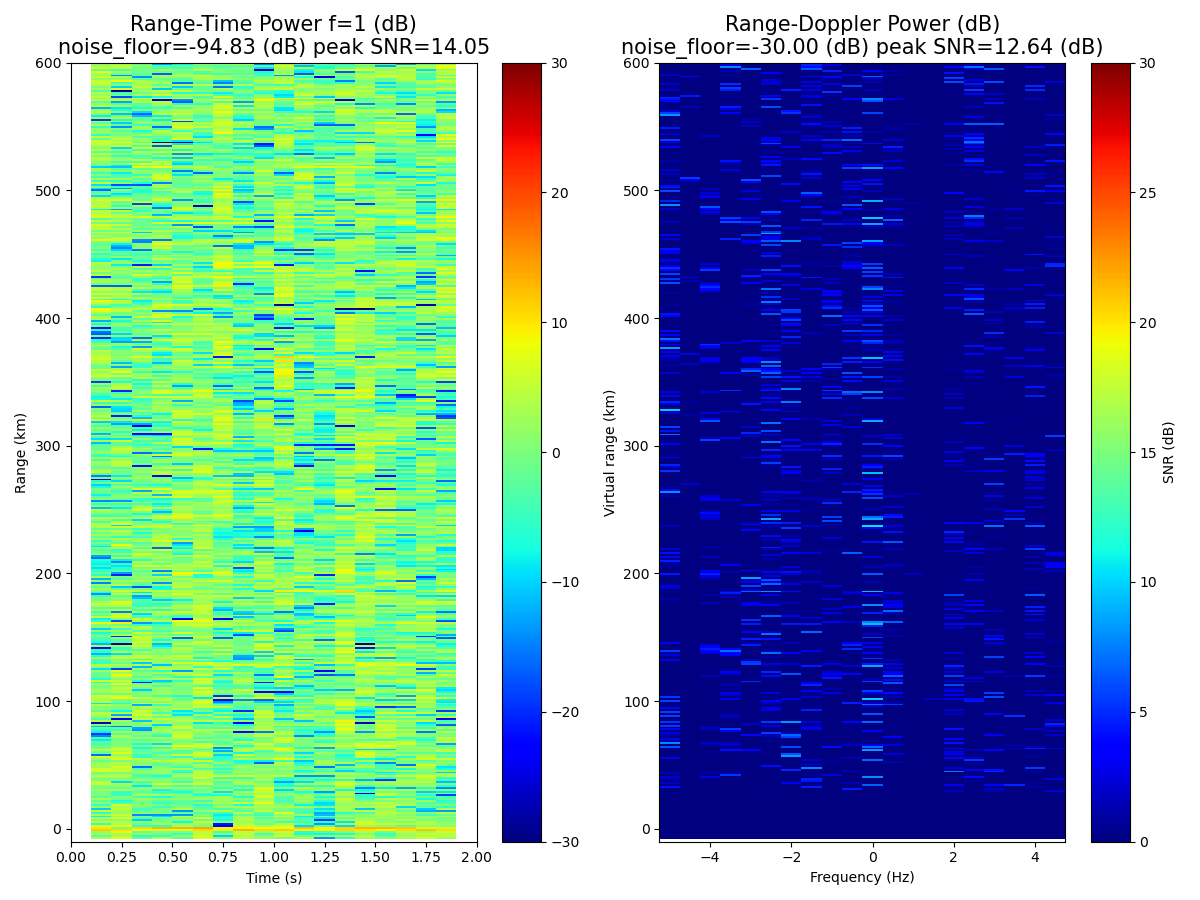 Range-Time Power f=1 (dB)
noise_floor=-94.83 (dB) peak SNR=14.05
Range-Doppler Power (dB)
noise_floor=-30.00 (dB) peak SNR=12.64 (dB)
600
500
400
300
200
100
0
Range (km)
0.00 0.25 0.50 0.75 1.00 1.25 1.50 1.75 2.00
Time (s)
30
20
10
0
−10
−20
−30
600
500
400
300
200
100
0
Virtual range (km)
−4 −2 0 2 4
Frequency (Hz)
30
25
20
15
10
5
0
SNR (dB)